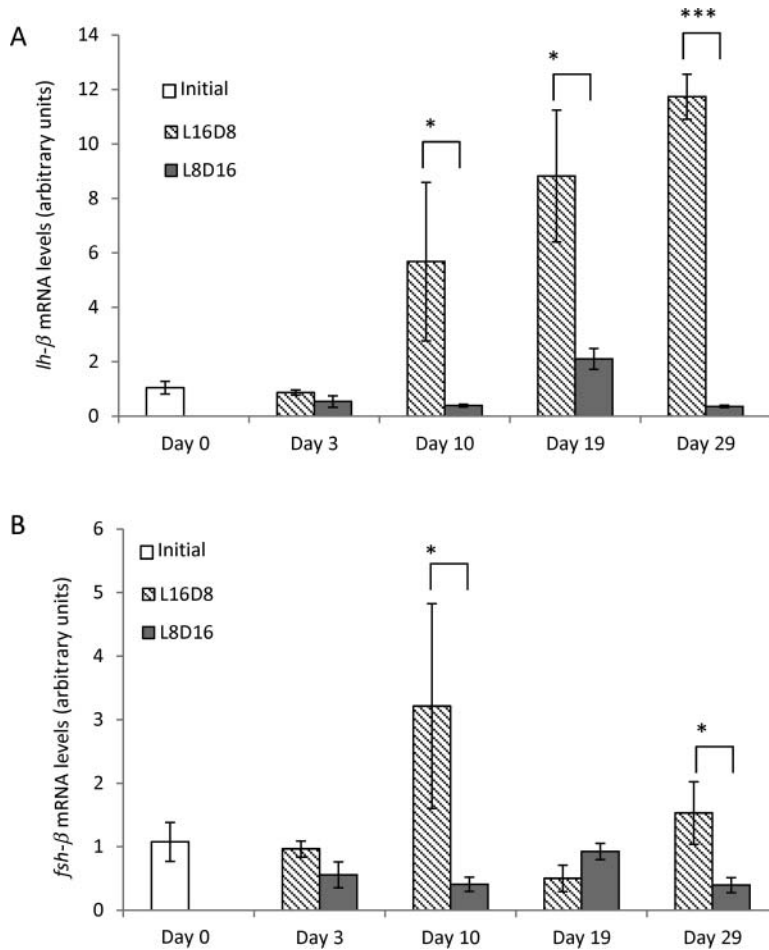 A
***
14
*
12
Initial
L16D8
*
10
L8D16
8
6
4
2
0
lh-β mRNA levels (arbitrary units)
Day 0 Day 3 Day 10 Day 19 Day 29
B
6
*
Initial
5
L16D8
L8D16
4
*
3
2
1
0
fsh-β mRNA levels (arbitrary units)
Day 0 Day 3 Day 10 Day 19 Day 29